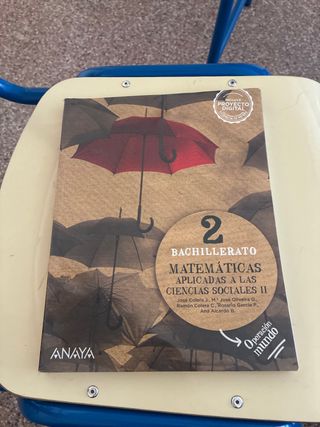 PROYECTO
DIGITAL
2
BACHILLERATO
MATEMÁTICAS
APLICADAS A LAS
CIENCIAS SOCIALES II
José Colera J., Mª José Oliveira G.,
Ramón Colera C., Rosario García P.,
Ana Aicardo B.
Operación
mundo
ANAYA